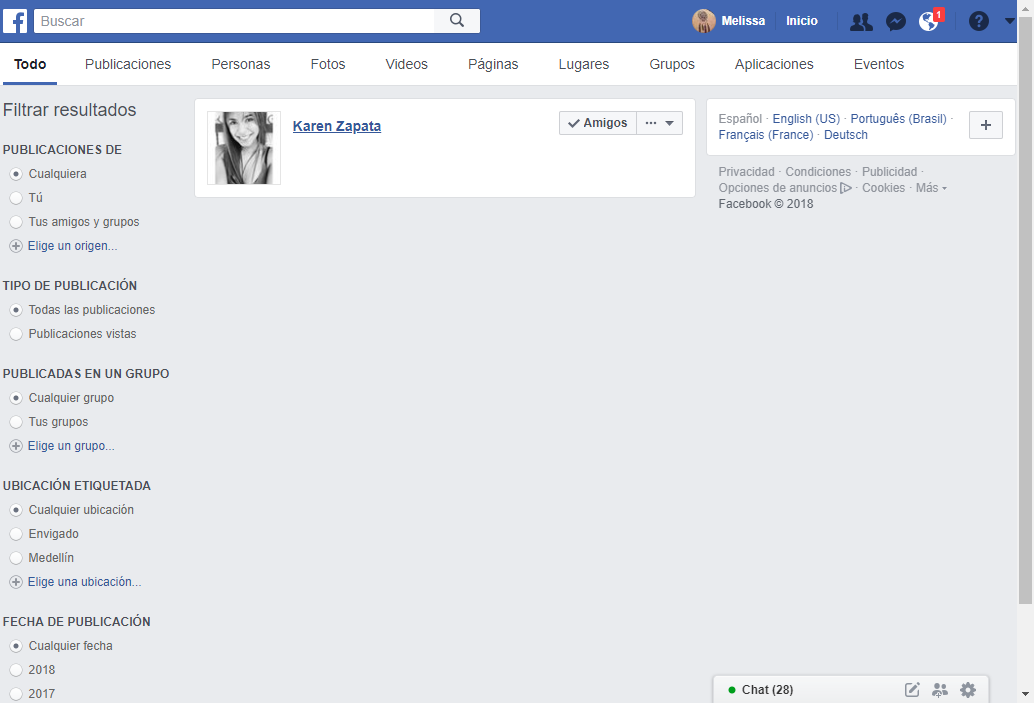 f
Buscar
Melissa
Inicio
1
?
Todo
Publicaciones
Personas
Fotos
Videos
Páginas
Lugares
Grupos
Aplicaciones
Eventos
Filtrar resultados
PUBLICACIONES DE
Cualquiera
Tú
Tus amigos y grupos
Elige un origen...
TIPO DE PUBLICACIÓN
Todas las publicaciones
Publicaciones vistas
PUBLICADAS EN UN GRUPO
Cualquier grupo
Tus grupos
Elige un grupo...
UBICACIÓN ETIQUETADA
Cualquier ubicación
Envigado
Medellín
Elige una ubicación...
FECHA DE PUBLICACIÓN
Cualquier fecha
2018
2017
Karen Zapata
Amigos
Español · English (US) · Português (Brasil) ·
Français (France) · Deutsch
Privacidad · Condiciones · Publicidad ·
Opciones de anuncios · Cookies · Más
Facebook © 2018
Chat (28)